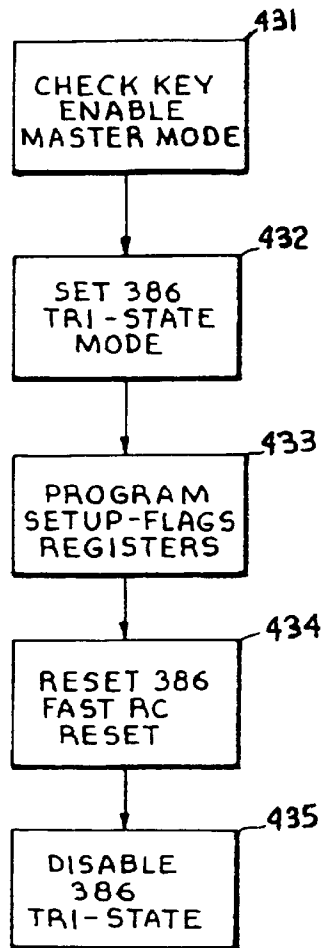 431
CHECK KEY
ENABLE
MASTER MODE
432
SET 386
TRI-STATE
MODE
433
PROGRAM
SETUP-FLAGS
REGISTERS
434
RESET 386
FAST RC
RESET
435
DISABLE
386
TRI-STATE